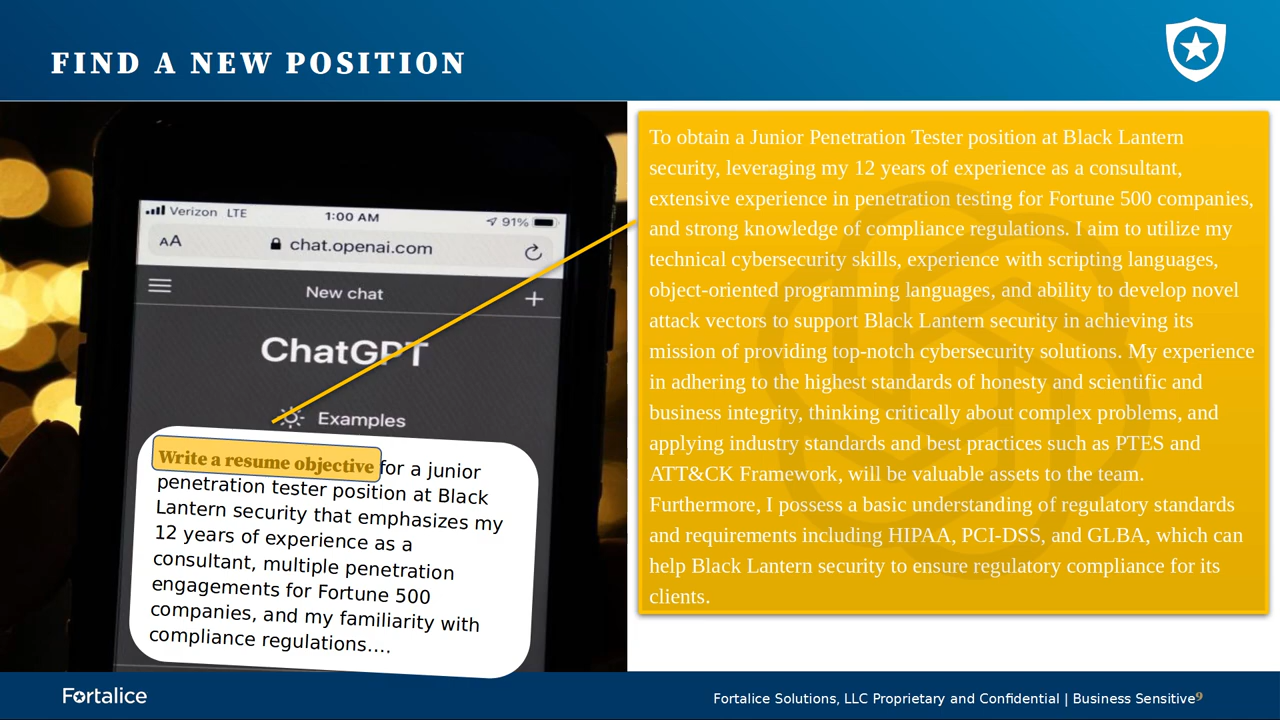 FIND A NEW POSITION
Verizon LTE
1:00 AM
91%
AA
chat.openai.com
New chat
ChatGPT
Examples
Write a resume objective for a junior
penetration tester position at Black
Lantern security that emphasizes my
12 years of experience as a
consultant, multiple penetration
engagements for Fortune 500
companies, and my familiarity with
compliance regulations....
To obtain a Junior Penetration Tester position at Black Lantern
security, leveraging my 12 years of experience as a consultant,
extensive experience in penetration testing for Fortune 500 companies,
and strong knowledge of compliance regulations. I aim to utilize my
technical cybersecurity skills, experience with scripting languages,
object-oriented programming languages, and ability to develop novel
attack vectors to support Black Lantern security in achieving its
mission of providing top-notch cybersecurity solutions. My experience
in adhering to the highest standards of honesty and scientific and
business integrity, thinking critically about complex problems, and
applying industry standards and best practices such as PTES and
ATT&CK Framework, will be valuable assets to the team.
Furthermore, I possess a basic understanding of regulatory standards
and requirements including HIPAA, PCI-DSS, and GLBA, which can
help Black Lantern security to ensure regulatory compliance for its
clients.
Fortalice
Fortalice Solutions, LLC Proprietary and Confidential | Business Sensitive9